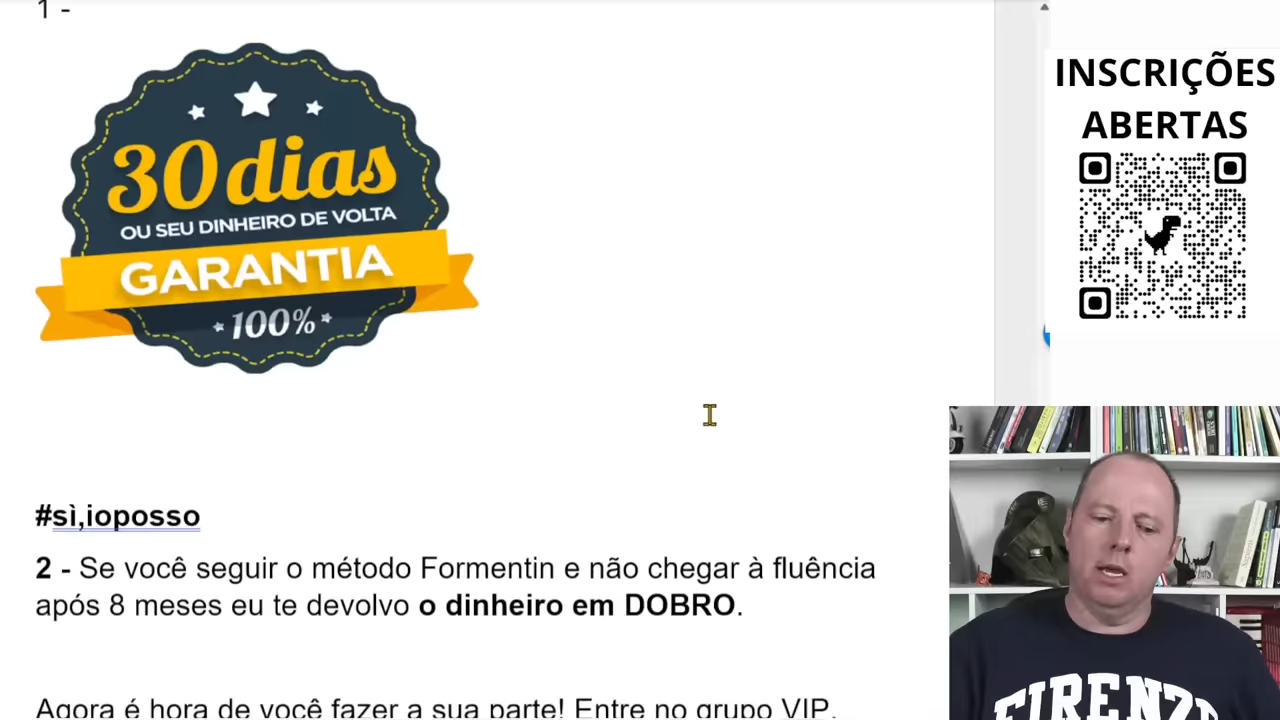 1 -
30 dias
OU SEU DINHEIRO DE VOLTA
GARANTIA
100%
#sì,ioposso
2 - Se você seguir o método Formentin e não chegar à fluência
após 8 meses eu te devolvo o dinheiro em DOBRO.
Agora é hora de você fazer a sua parte! Entre no grupo VIP.
INSCRIÇÕES
ABERTAS
FIRENZE